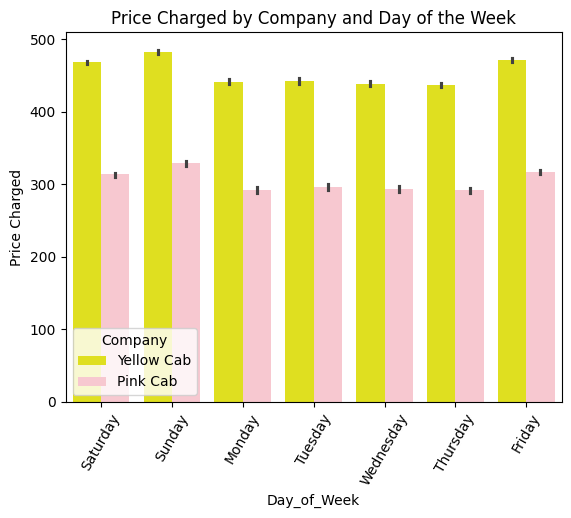 Price Charged by Company and Day of the Week
Price Charged
500
400
300
200
100
0
Company
Yellow Cab
Pink Cab
Saturday
Sunday
Monday
Tuesday
Wednesday
Thursday
Friday
Day_of_Week